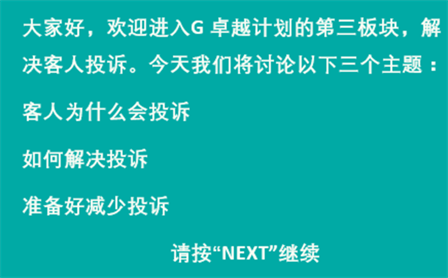 大家好，欢迎进入G 卓越计划的第三板块，解
决客人投诉。今天我们将讨论以下三个主题：
客人为什么会投诉
如何解决投诉
准备好减少投诉
请按“NEXT”继续